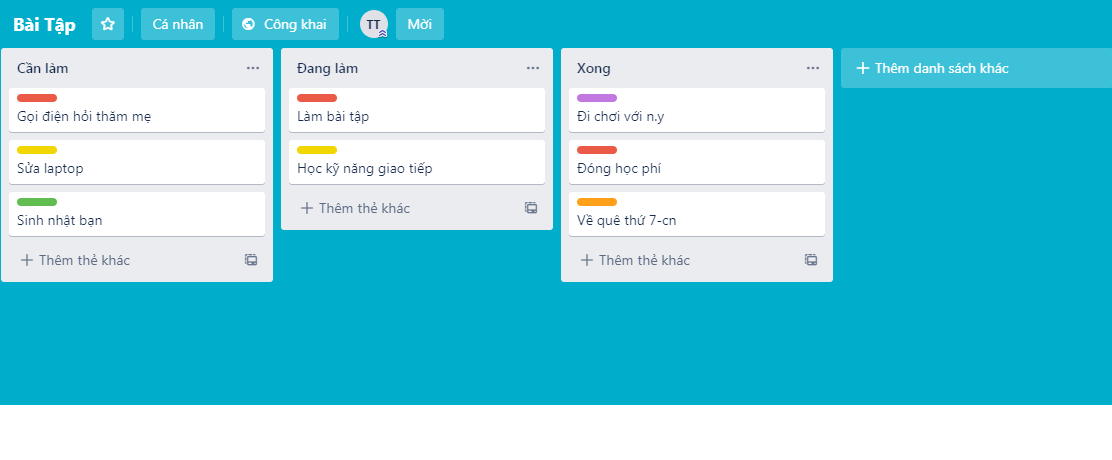 Bài Tập
Cá nhân
Công khai
TT
Mời
Cần làm
Gọi điện hỏi thăm mẹ
Sửa laptop
Sinh nhật bạn
Thêm thẻ khác
Đang làm
Làm bài tập
Học kỹ năng giao tiếp
Thêm thẻ khác
Xong
Đi chơi với n.y
Đóng học phí
Về quê thứ 7-cn
Thêm thẻ khác
Thêm danh sách khác